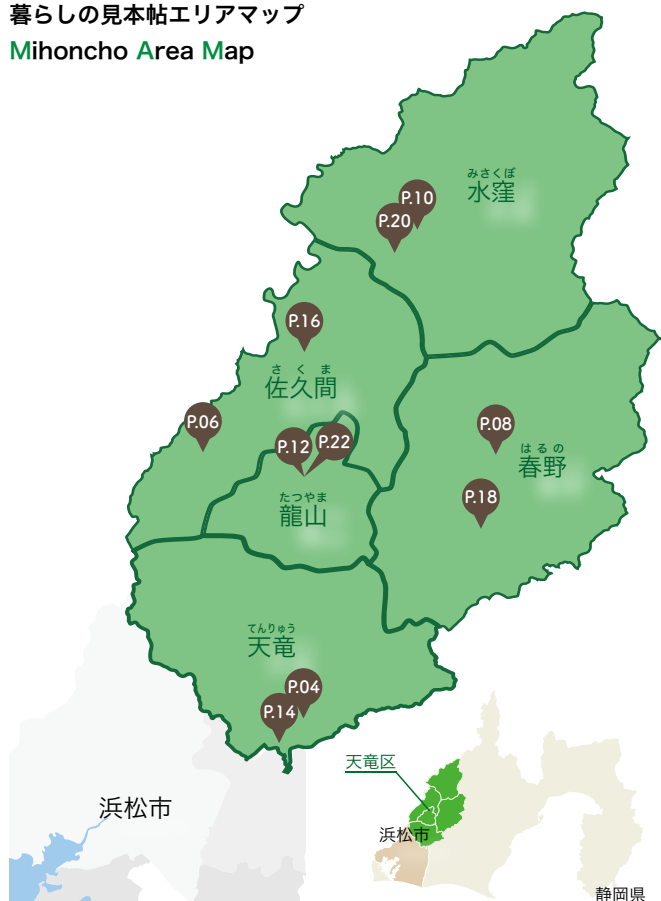 暮らしの見本帖エリアマップ
Mihoncho Area Map
みさくぼ
水窪
P.10
P.20
P.16
さくま
佐久間
P.06
P.08
P.12
P.22
はるの
春野
P.18
たつやま
龍山
てんりゅう
天竜
P.04
P.14
天竜区
浜松市
浜松市
静岡県